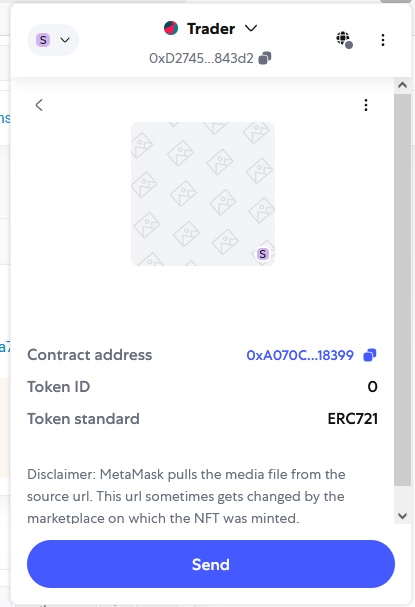 S
Trader
0xD2745...843d2
S
Contract address 0xA070C...18399
Token ID 0
Token standard ERC721
Disclaimer: MetaMask pulls the media file from the
source url. This url sometimes gets changed by the
marketplace on which the NFT was minted.
Send